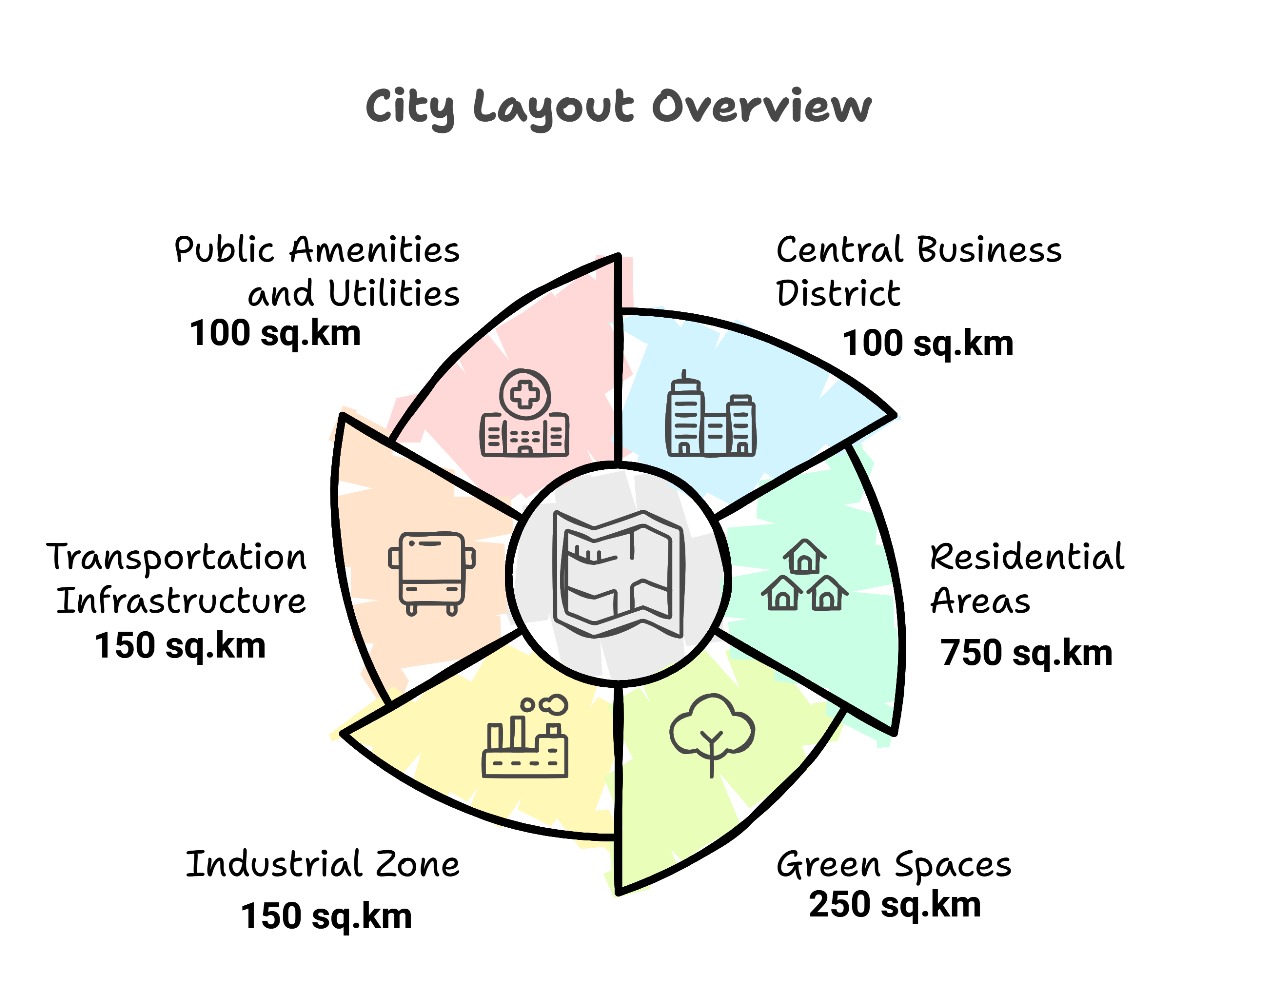 City Layout Overview
Public Amenities
and Utilities
100 sq.km
Central Business
District
100 sq.km
Transportation
Infrastructure
150 sq.km
Residential
Areas
750 sq.km
Industrial Zone
150 sq.km
Green Spaces
250 sq.km